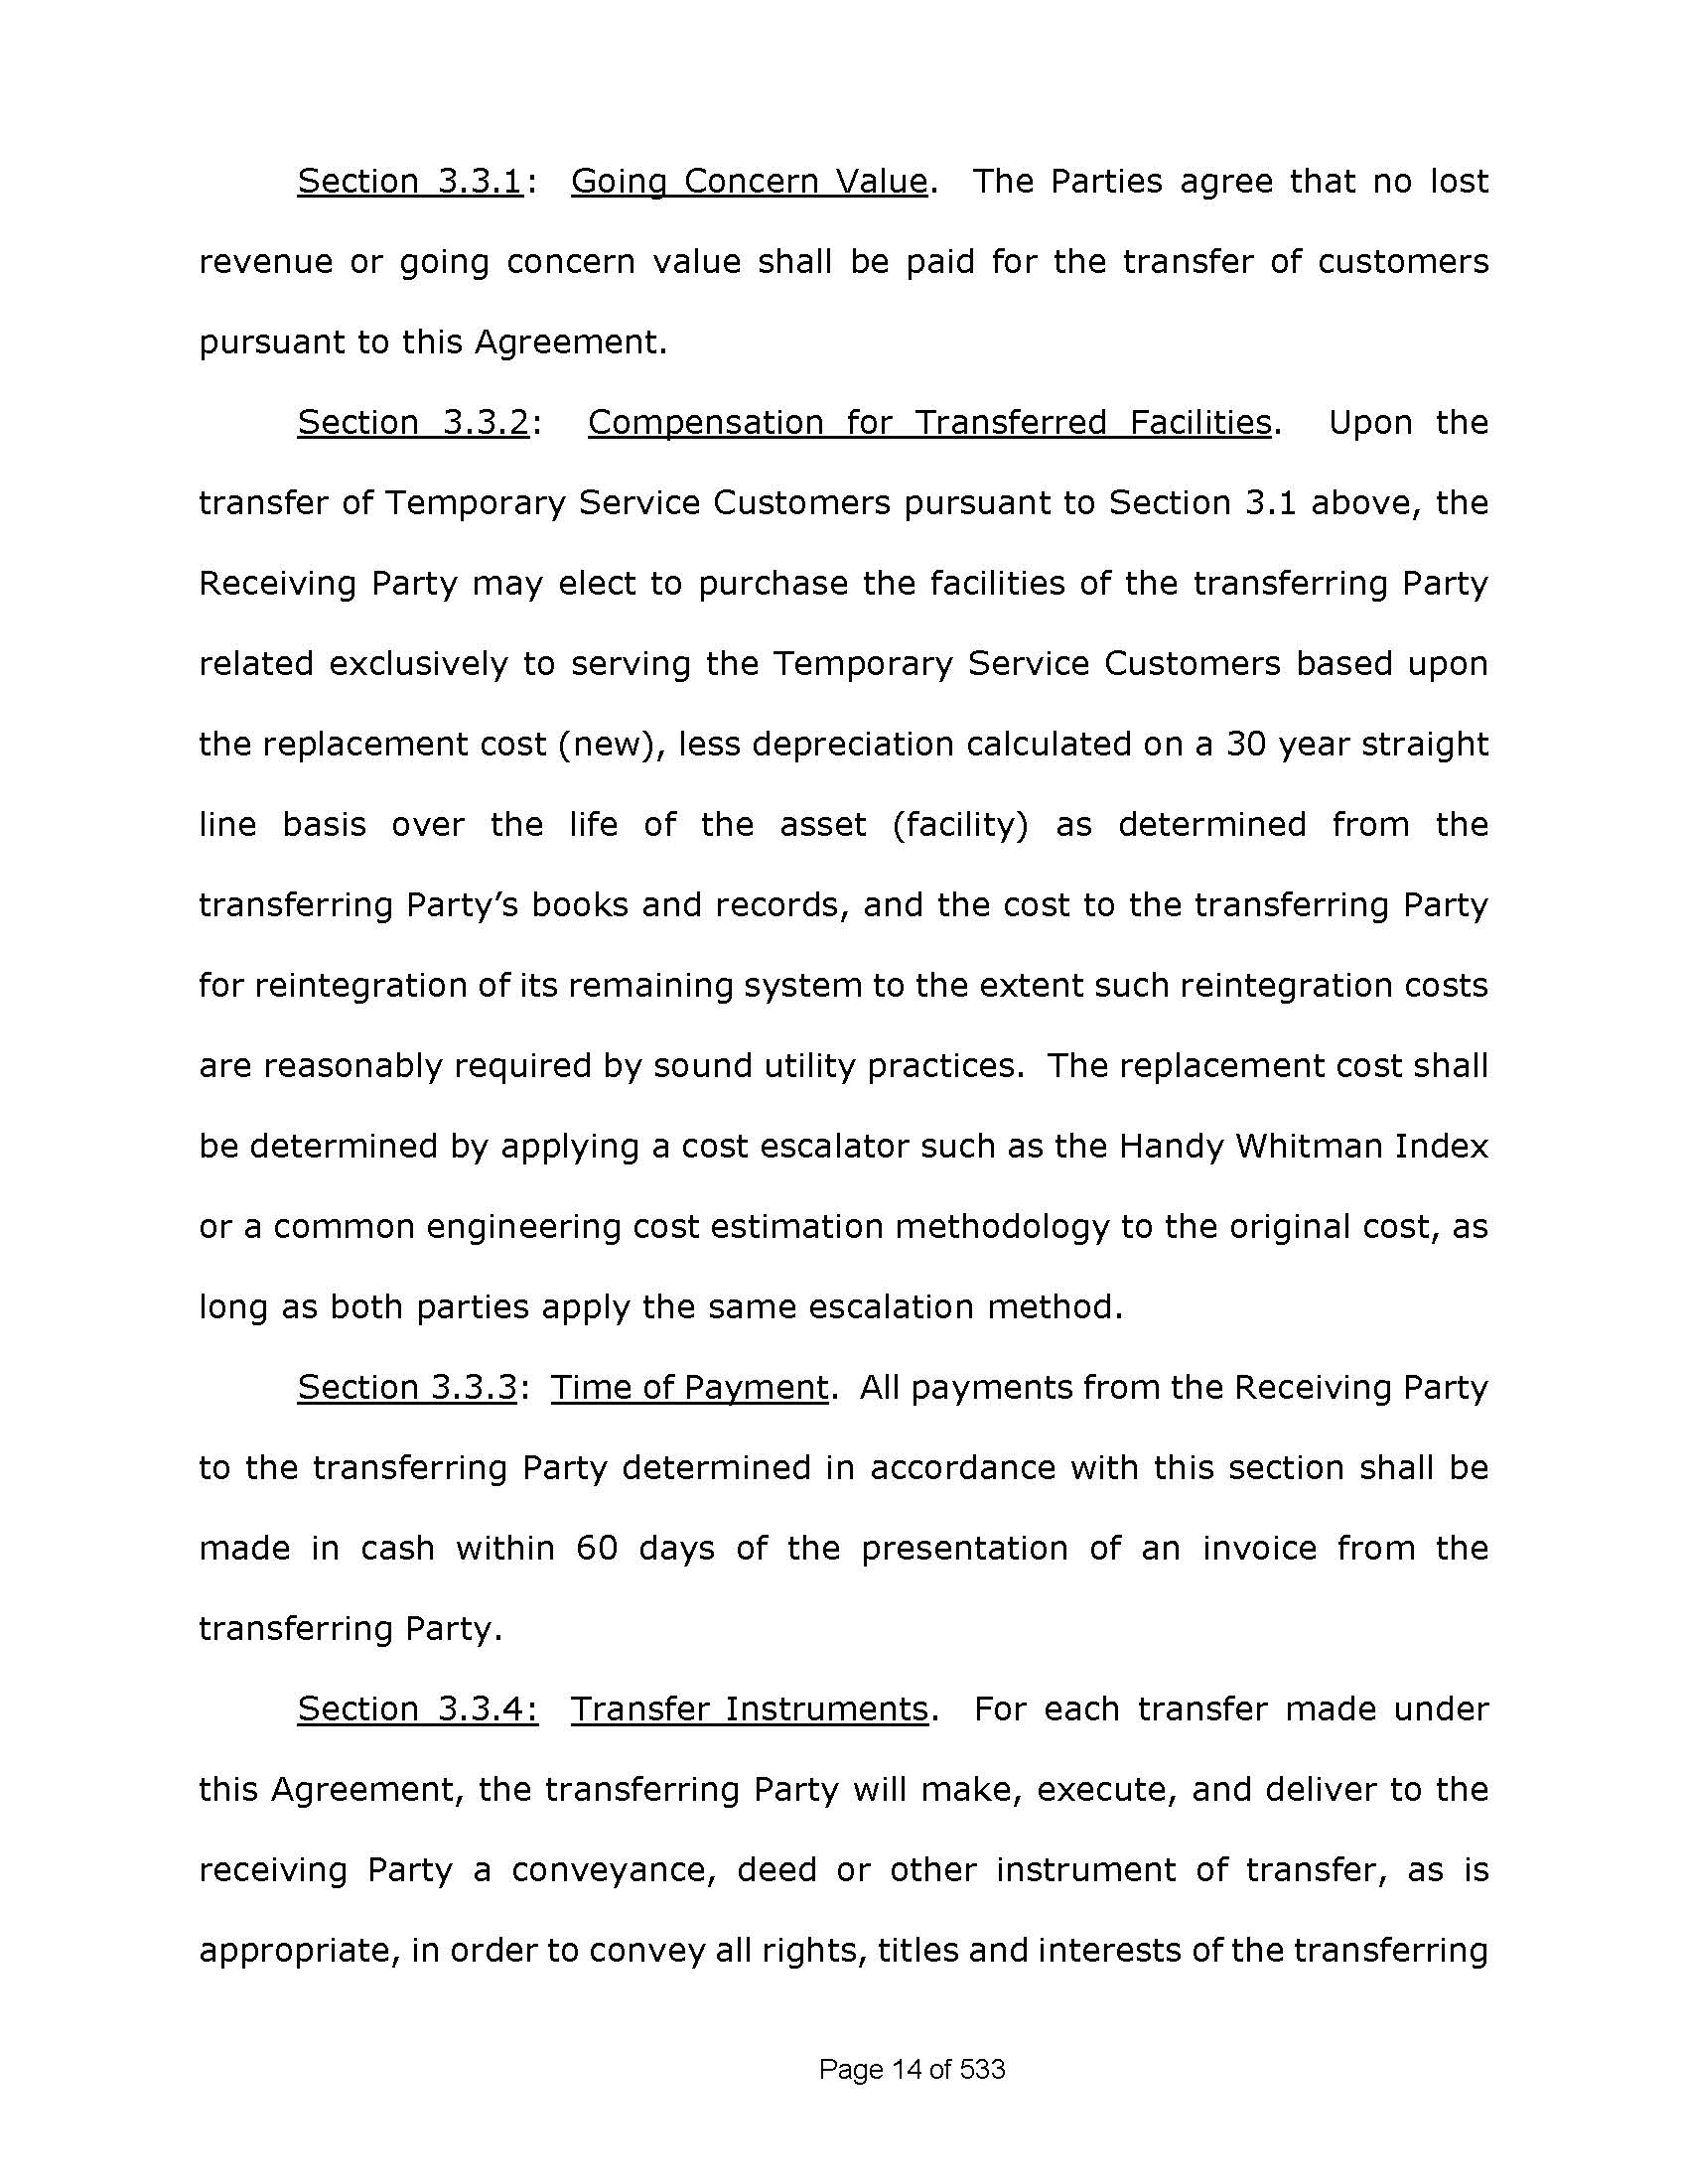 Section 3.3.1: Going Concern Value. The Parties agree that no lost
revenue or going concern value shall be paid for the transfer of customers
pursuant to this Agreement.
Section 3.3.2: Compensation for Transferred Facilities. Upon the
transfer of Temporary Service Customers pursuant to Section 3.1 above, the
Receiving Party may elect to purchase the facilities of the transferring Party
related exclusively to serving the Temporary Service Customers based upon
the replacement cost (new), less depreciation calculated on a 30 year straight
line basis over the life of the asset (facility) as determined from the
transferring Party’s books and records, and the cost to the transferring Party
for reintegration of its remaining system to the extent such reintegration costs
are reasonably required by sound utility practices. The replacement cost shall
be determined by applying a cost escalator such as the Handy Whitman Index
or a common engineering cost estimation methodology to the original cost, as
long as both parties apply the same escalation method.
Section 3.3.3: Time of Payment. All payments from the Receiving Party
to the transferring Party determined in accordance with this section shall be
made in cash within 60 days of the presentation of an invoice from the
transferring Party.
Section 3.3.4: Transfer Instruments. For each transfer made under
this Agreement, the transferring Party will make, execute, and deliver to the
receiving Party a conveyance, deed or other instrument of transfer, as is
appropriate, in order to convey all rights, titles and interests of the transferring
Page 14 of 533